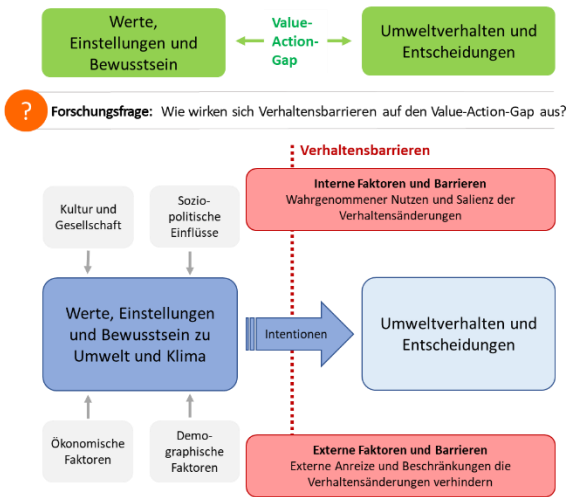 Werte,
Einstellungen und
Bewusstsein
Value-
Action-
Gap
Umweltverhalten und
Entscheidungen
?
Forschungsfrage: Wie wirken sich Verhaltensbarrieren auf den Value-Action-Gap aus?
Verhaltensbarrieren
Kultur und
Gesellschaft
Sozio-
politische
Einflüsse
Interne Faktoren und Barrieren
Wahrgenommener Nutzen und Salienz der
Verhaltensänderungen
Werte, Einstellungen
und Bewusstsein zu
Umwelt und Klima
Intentionen
Umweltverhalten und
Entscheidungen
Ökonomische
Faktoren
Demo-
graphische
Faktoren
Externe Faktoren und Barrieren
Externe Anreize und Beschränkungen die
Verhaltensänderungen verhindern